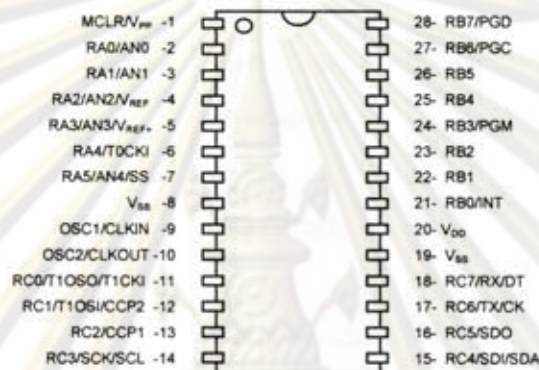 MCLR/VPP -1
RA0/AN0 -2
RA1/AN1 -3
RA2/AN2/VREF -4
RA3/AN3/VREF+ -5
RA4/T0CKI -6
RA5/AN4/SS -7
VSS -8
OSC1/CLKIN -9
OSC2/CLKOUT -10
RC0/T1OSO/T1CKI -11
RC1/T1OSI/CCP2 -12
RC2/CCP1 -13
RC3/SCK/SCL -14
28- RB7/PGD
27- RB6/PGC
26- RB5
25- RB4
24- RB3/PGM
23- RB2
22- RB1
21- RB0/INT
20- VDD
19- VSS
18- RC7/RX/DT
17- RC6/TX/CK
16- RC5/SDO
15- RC4/SDI/SDA